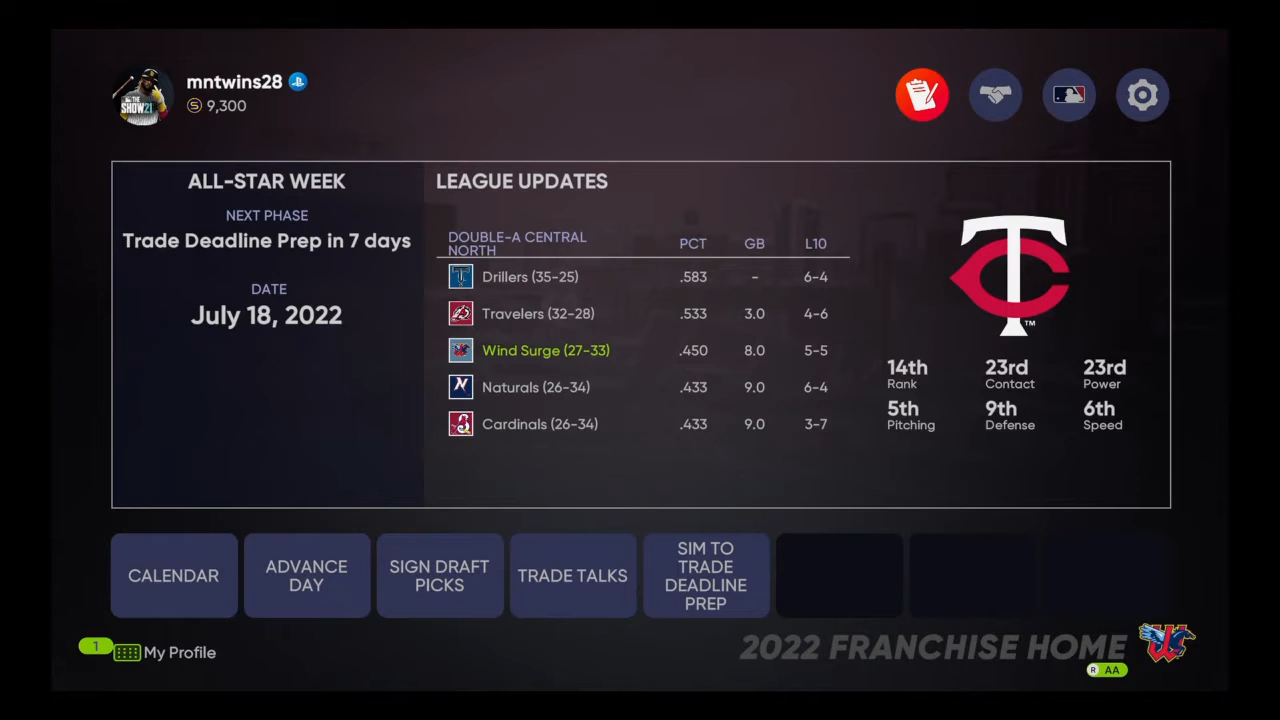 mntwins28
THE SHOW21
9,300
ALL-STAR WEEK
NEXT PHASE
Trade Deadline Prep in 7 days
DATE
July 18, 2022
LEAGUE UPDATES
DOUBLE-A CENTRAL NORTH PCT GB L10
Drillers (35-25) .583 - 6-4
Travelers (32-28) .533 3.0 4-6
Wind Surge (27-33) .450 8.0 5-5
Naturals (26-34) .433 9.0 6-4
Cardinals (26-34) .433 9.0 3-7
TC ™
14th 23rd 23rd
Rank Contact Power
5th 9th 6th
Pitching Defense Speed
CALENDAR
ADVANCE
DAY
SIGN DRAFT
PICKS
TRADE TALKS
SIM TO
TRADE
DEADLINE
PREP
1 My Profile
2022 FRANCHISE HOME W
R AA